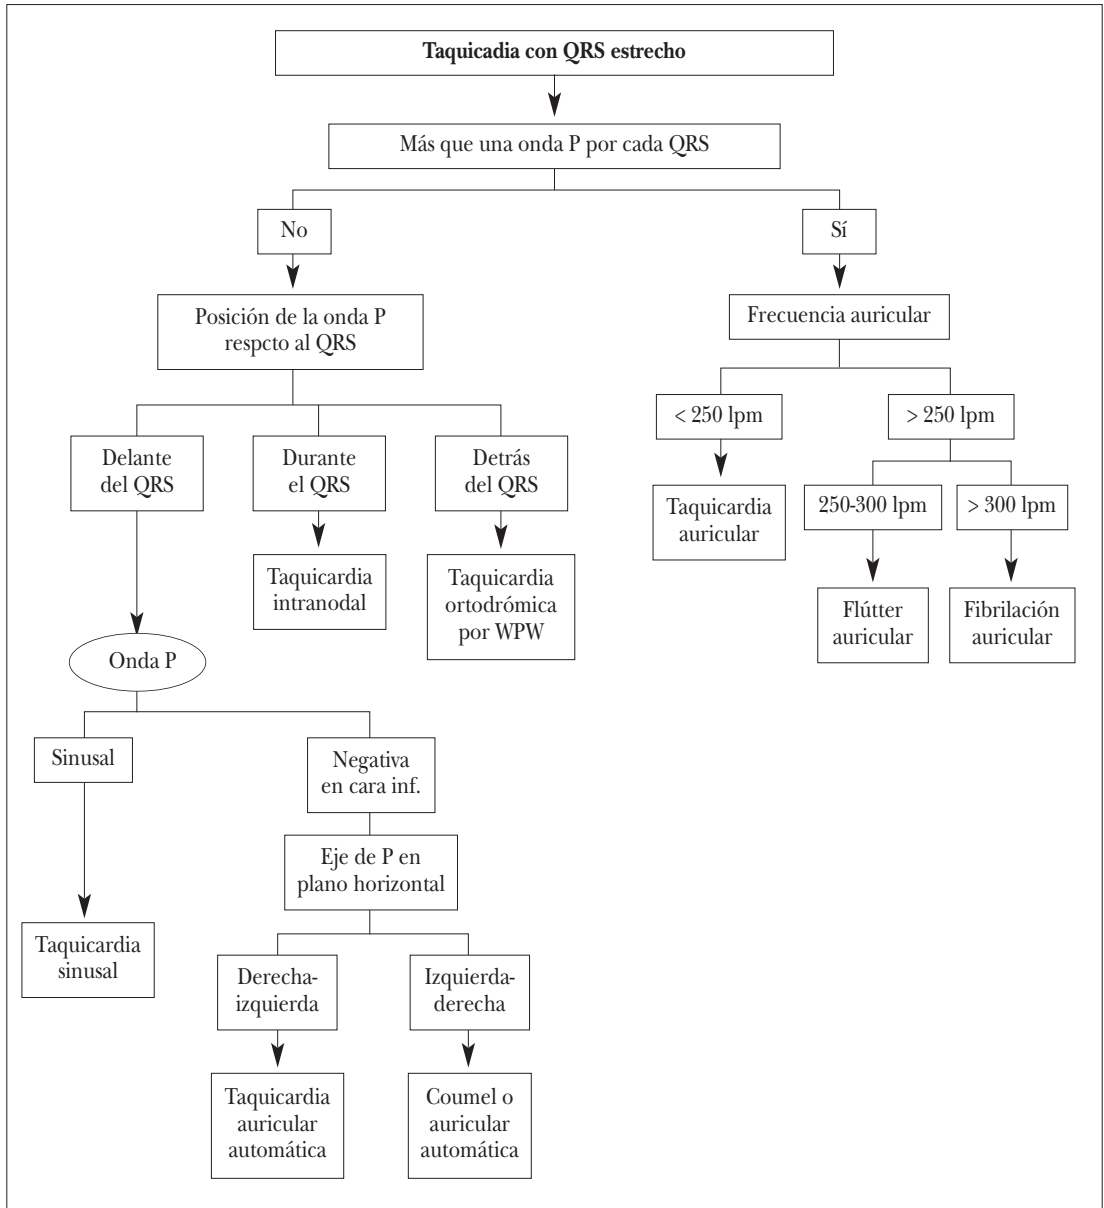 Taquicadia con QRS estrecho
Más que una onda P por cada QRS
No
Sí
Posición de la onda P
respcto al QRS
Frecuencia auricular
< 250 lpm
> 250 lpm
Delante
del QRS
Durante
el QRS
Detrás
del QRS
Taquicardia
auricular
250-300 lpm
> 300 lpm
Taquicardia
intranodal
Taquicardia
ortodrómica
por WPW
Flútter
auricular
Fibrilación
auricular
Onda P
Sinusal
Negativa
en cara inf.
Eje de P en
plano horizontal
Taquicardia
sinusal
Derecha-
izquierda
Izquierda-
derecha
Taquicardia
auricular
automática
Coumel o
auricular
automática